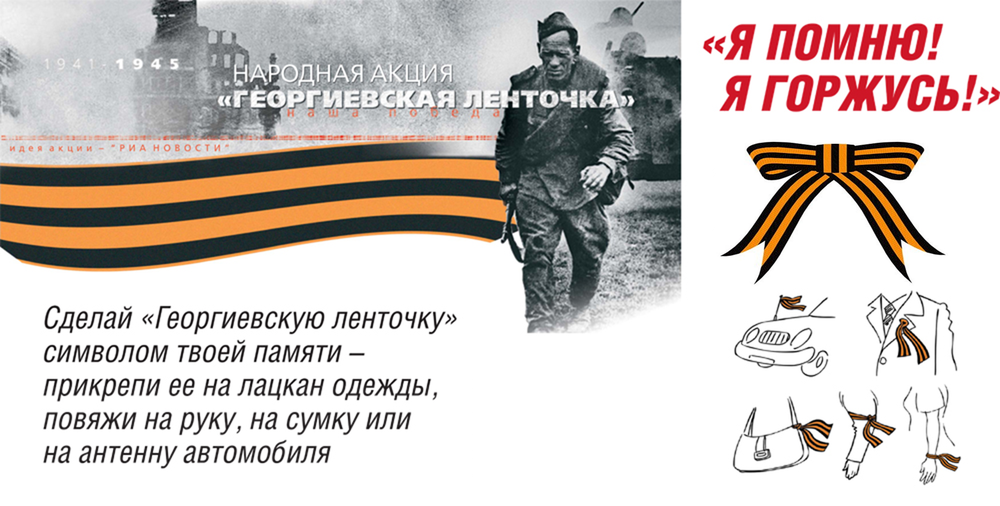 1941-1945
НАРОДНАЯ АКЦИЯ
«ГЕОРГИЕВСКАЯ ЛЕНТОЧКА»
наша победа
идея акции – "РИА НОВОСТИ"
«Я ПОМНЮ!
Я ГОРЖУСЬ!»
Сделай «Георгиевскую ленточку»
символом твоей памяти –
прикрепи ее на лацкан одежды,
повяжи на руку, на сумку или
на антенну автомобиля